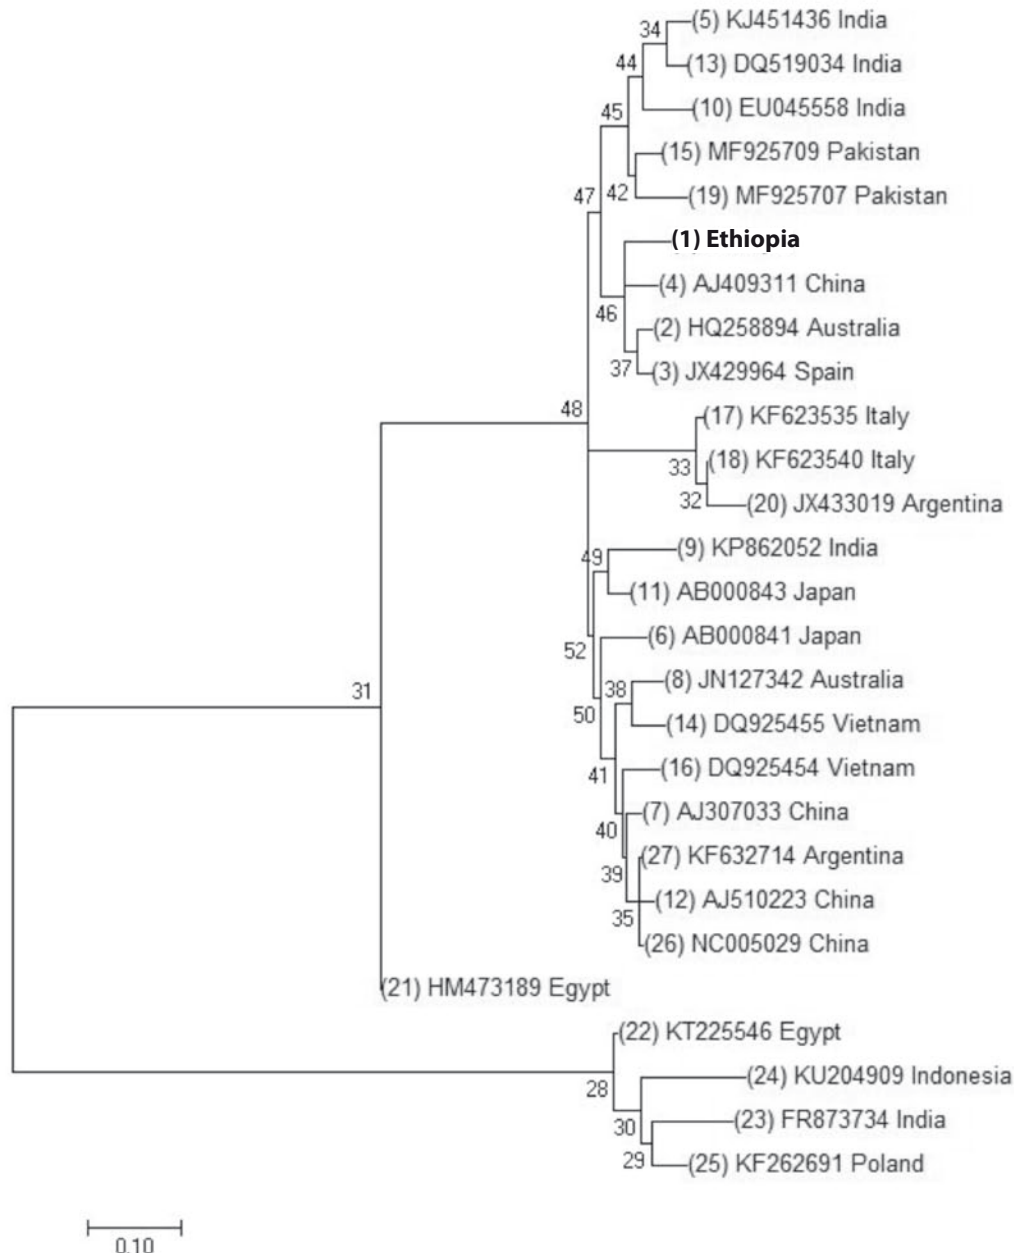 34
(5) KJ451436 India
44
(13) DQ519034 India
45
(10) EU045558 India
(15) MF925709 Pakistan
47
42
(19) MF925707 Pakistan
(1) Ethiopia
(4) AJ409311 China
46
(2) HQ258894 Australia
37
(3) JX429964 Spain
48
(17) KF623535 Italy
33
(18) KF623540 Italy
32
(20) JX433019 Argentina
49
(9) KP862052 India
(11) AB000843 Japan
52
(6) AB000841 Japan
31
38
(8) JN127342 Australia
50
(14) DQ925455 Vietnam
41
(16) DQ925454 Vietnam
40
(7) AJ307033 China
(27) KF632714 Argentina
39
(12) AJ510223 China
35
(26) NC005029 China
(21) HM473189 Egypt
(22) KT225546 Egypt
28
(24) KU204909 Indonesia
30
(23) FR873734 India
29
(25) KF262691 Poland
0.10